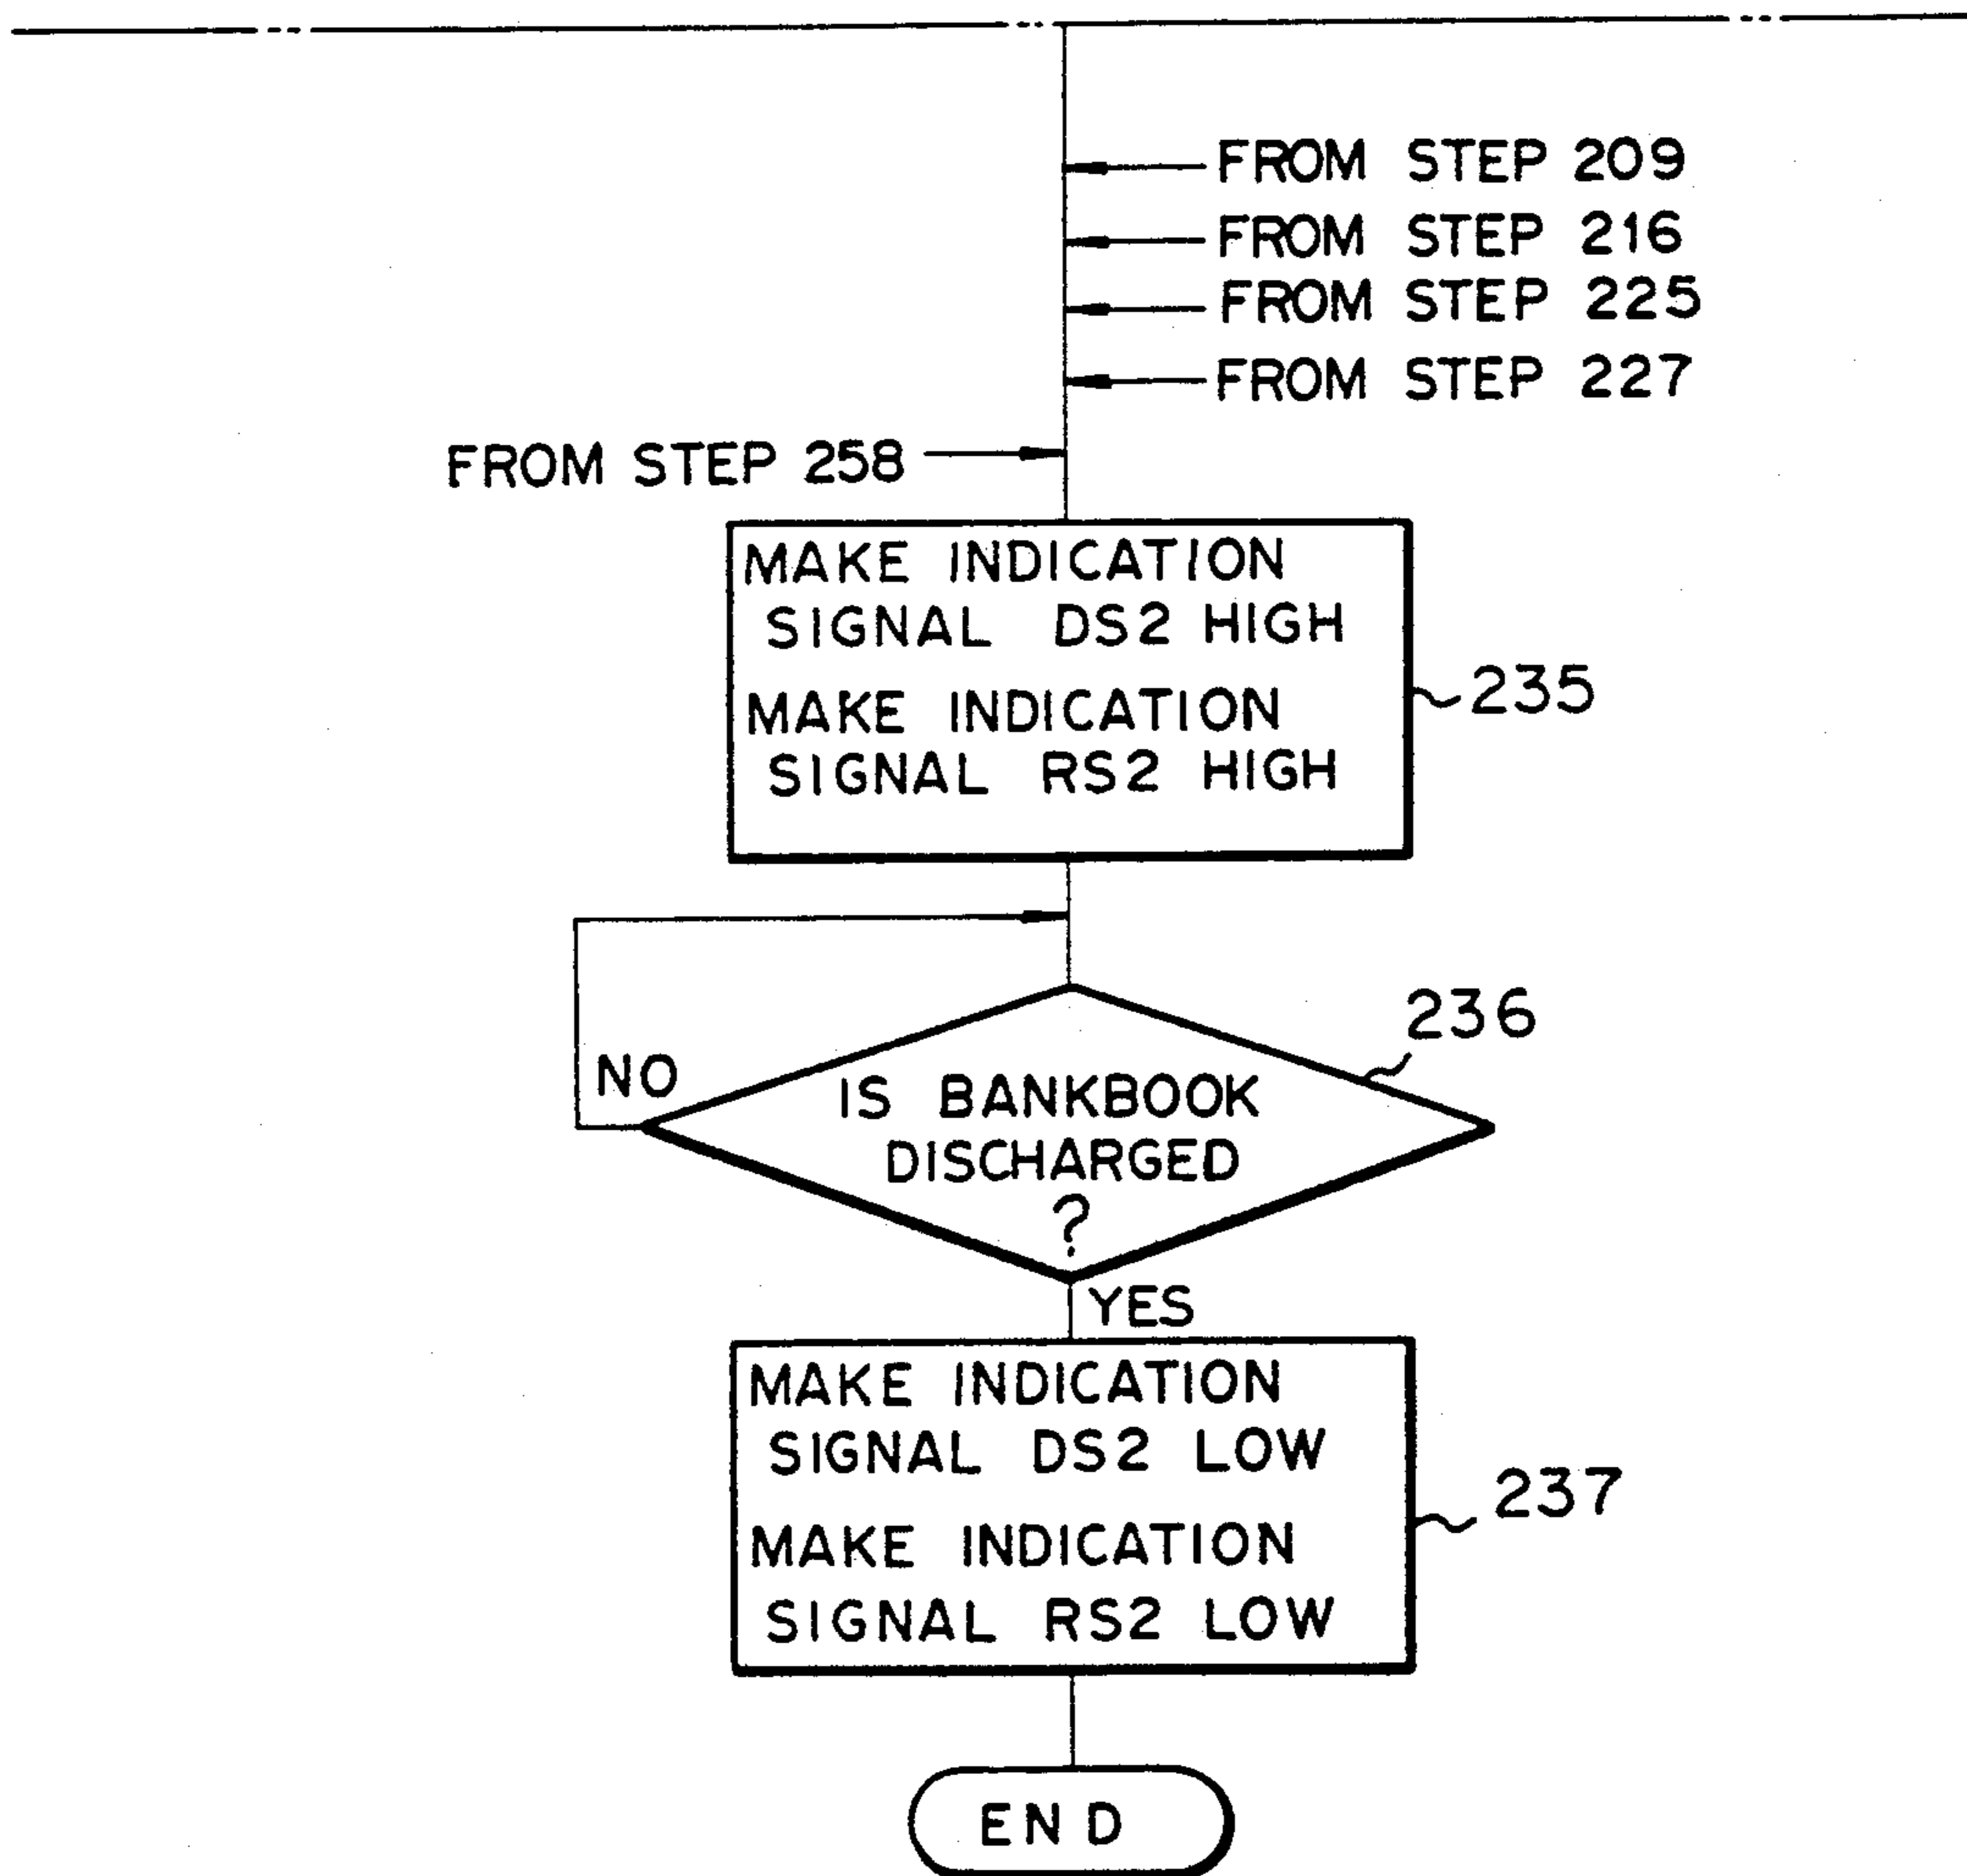 FROM STEP 209
FROM STEP 216
FROM STEP 225
FROM STEP 227
FROM STEP 258
MAKE INDICATION
SIGNAL DS2 HIGH
MAKE INDICATION
SIGNAL RS2 HIGH
235
236
NO
IS BANKBOOK
DISCHARGED
?
YES
MAKE INDICATION
SIGNAL DS2 LOW
MAKE INDICATION
SIGNAL RS2 LOW
237
END